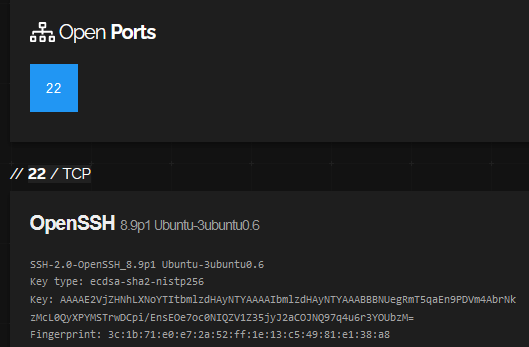 Open Ports
22
// 22 / TCP
OpenSSH 8.9p1 Ubuntu-3ubuntu0.6
SSH-2.0-OpenSSH_8.9p1 Ubuntu-3ubuntu0.6
Key type: ecdsa-sha2-nistp256
Key: AAAAE2VjZHNhLXNoYTItbmlzdHAyNTYAAAAIbmlzdHAyNTYAAABBBNUegRmT5qaEn9PDVm4AbrNk
zMcL0QyXPYMSTrwDCpi/EnsEOe7oc0NIQZV1Z35jyJ2aCOJNQ97q4u6r3YOUbzM=
Fingerprint: 3c:1b:71:e0:e7:2a:52:ff:1e:13:c5:49:81:e1:38:a8